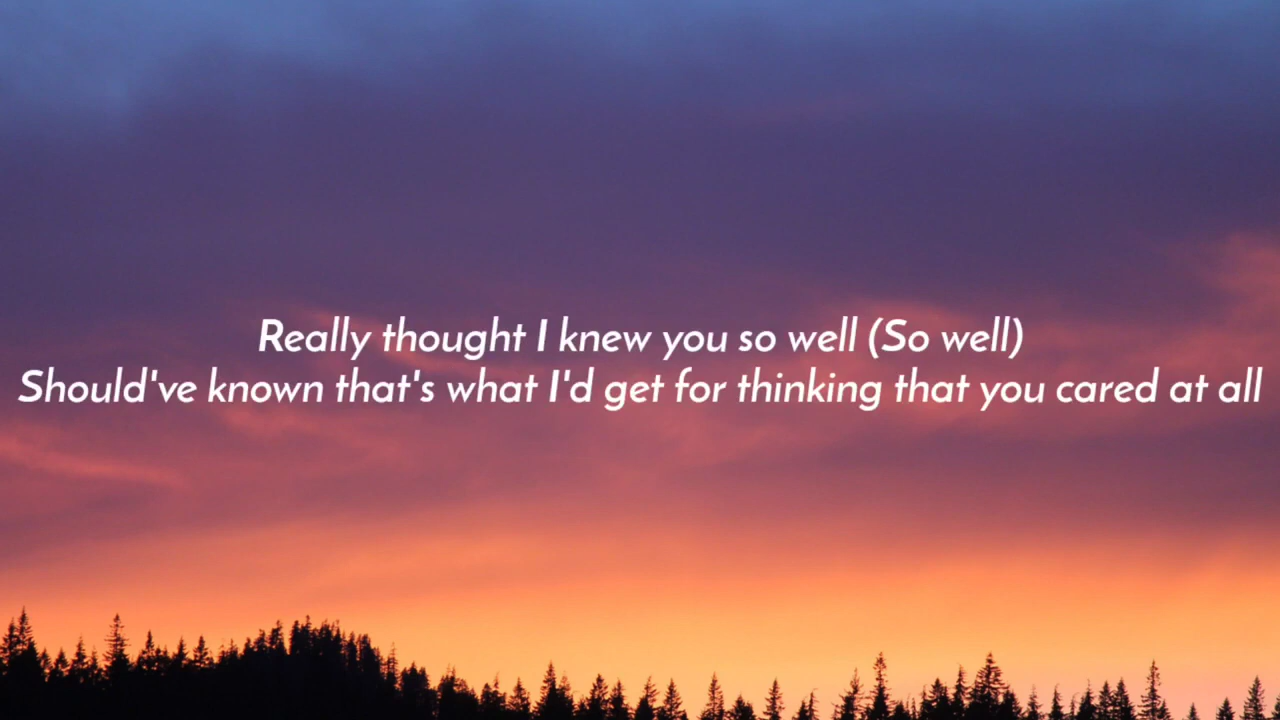 Really thought I knew you so well (So well)
Should've known that's what I'd get for thinking that you cared at all